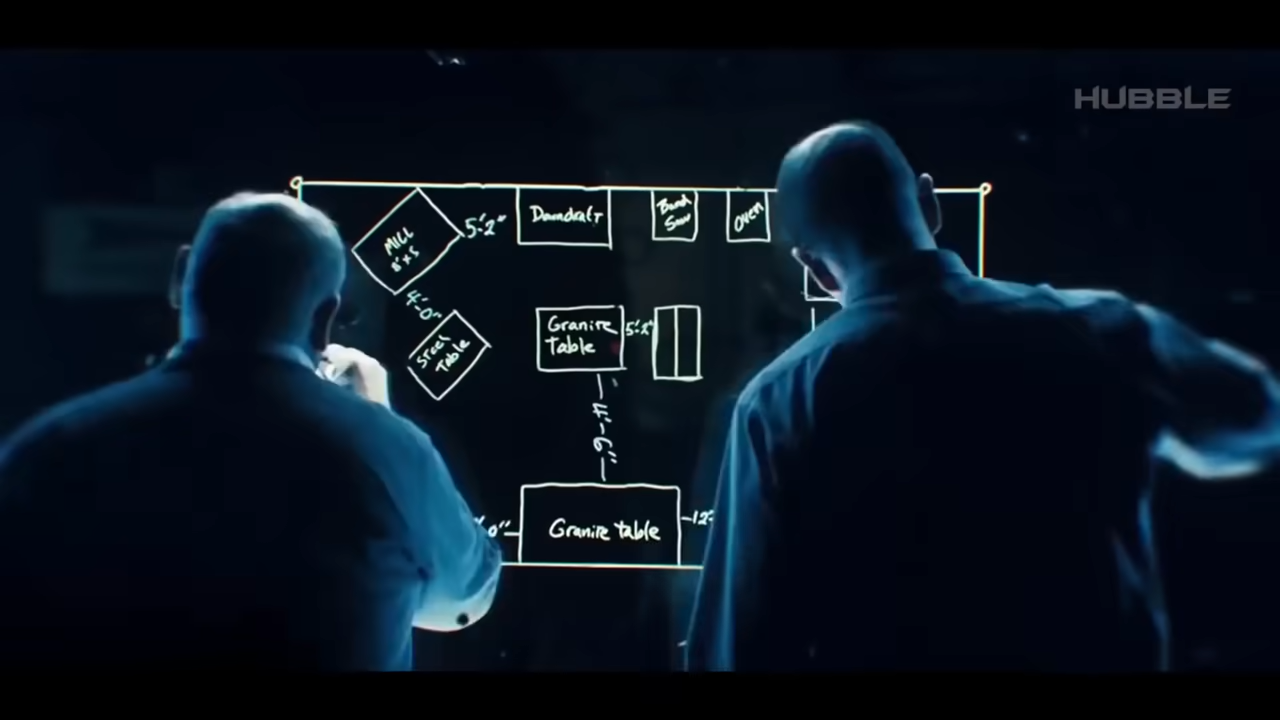 HUBBLE
MILL
8'x5
5'-2"
Downdraft
Band
Saw
Oven
4'-0"
Steel
Table
Granite
Table
5'-2"
4'-6"
Granite table